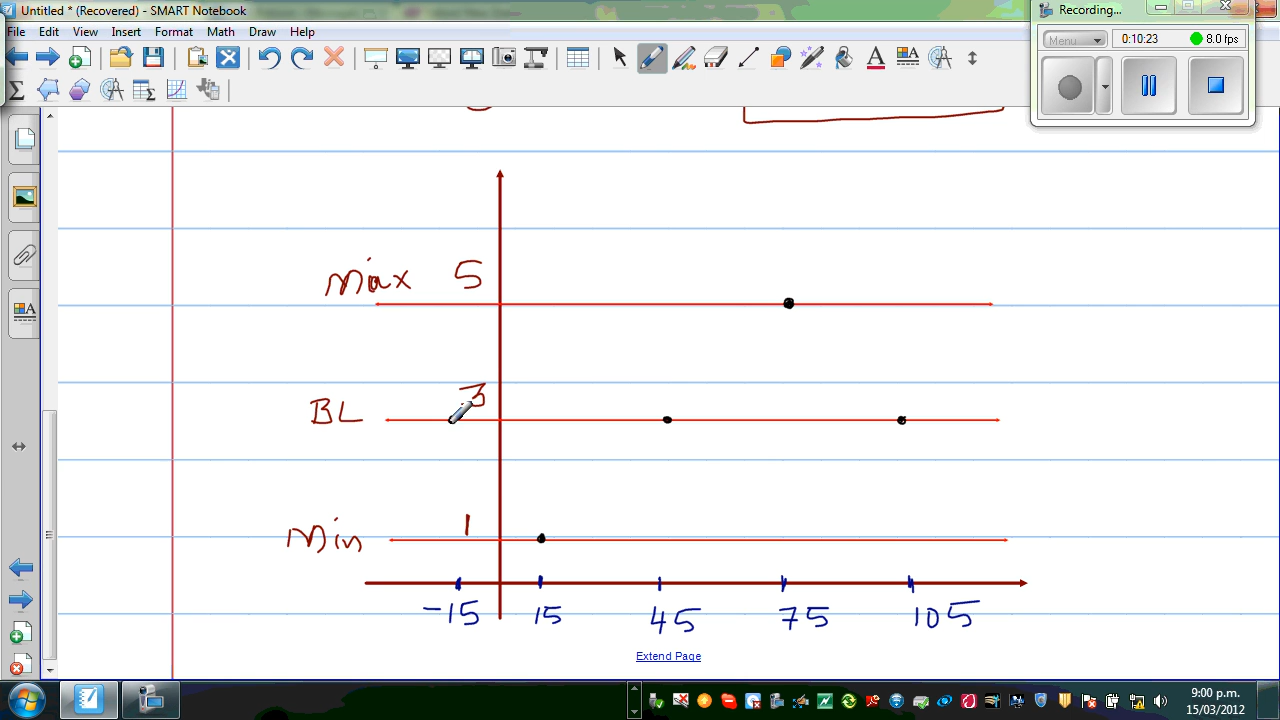 Untitled * (Recovered) - SMART Notebook
Recording...
File Edit View Insert Format Math Draw Help
Menu
0:10:23
8.0 fps
Max 5
BL 3
Min 1
-15 15 45 75 105
Extend Page
9:00 p.m.
15/03/2012